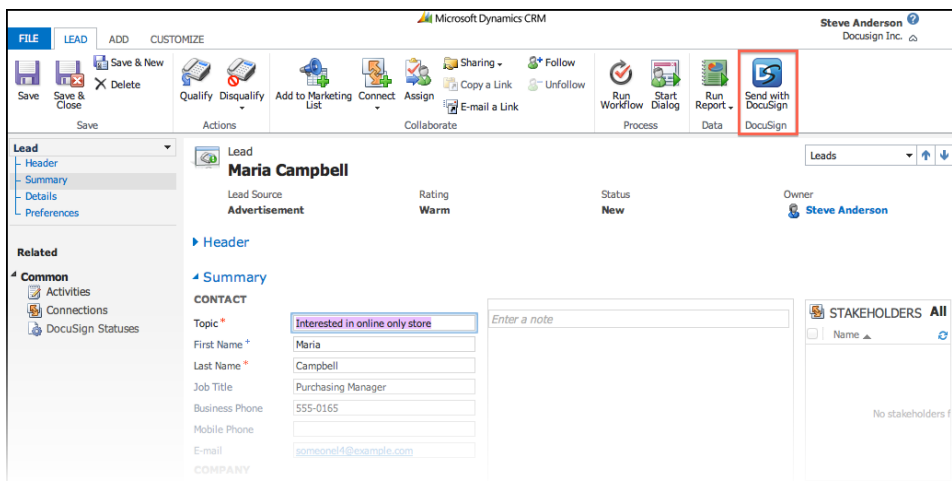 Microsoft Dynamics CRM
Steve Anderson
Docusign Inc.
FILE LEAD ADD CUSTOMIZE
Save
Save & Close
Save & New
Delete
Save
Qualify
Disqualify
Actions
Add to Marketing List
Connect
Assign
Sharing
Copy a Link
E-mail a Link
Follow
Unfollow
Collaborate
Run Workflow
Start Dialog
Process
Run Report
Data
Send with DocuSign
DocuSign
Lead
Header
Summary
Details
Preferences
Related
Common
Activities
Connections
DocuSign Statuses
Lead
Maria Campbell
Leads
Lead Source Rating Status Owner
Advertisement Warm New Steve Anderson
Header
Summary
CONTACT
Topic* Interested in online only store
First Name+ Maria
Last Name* Campbell
Job Title Purchasing Manager
Business Phone 555-0165
Mobile Phone
E-mail someonel4@example.com
COMPANY
Enter a note
STAKEHOLDERS All
Name
No stakeholders f